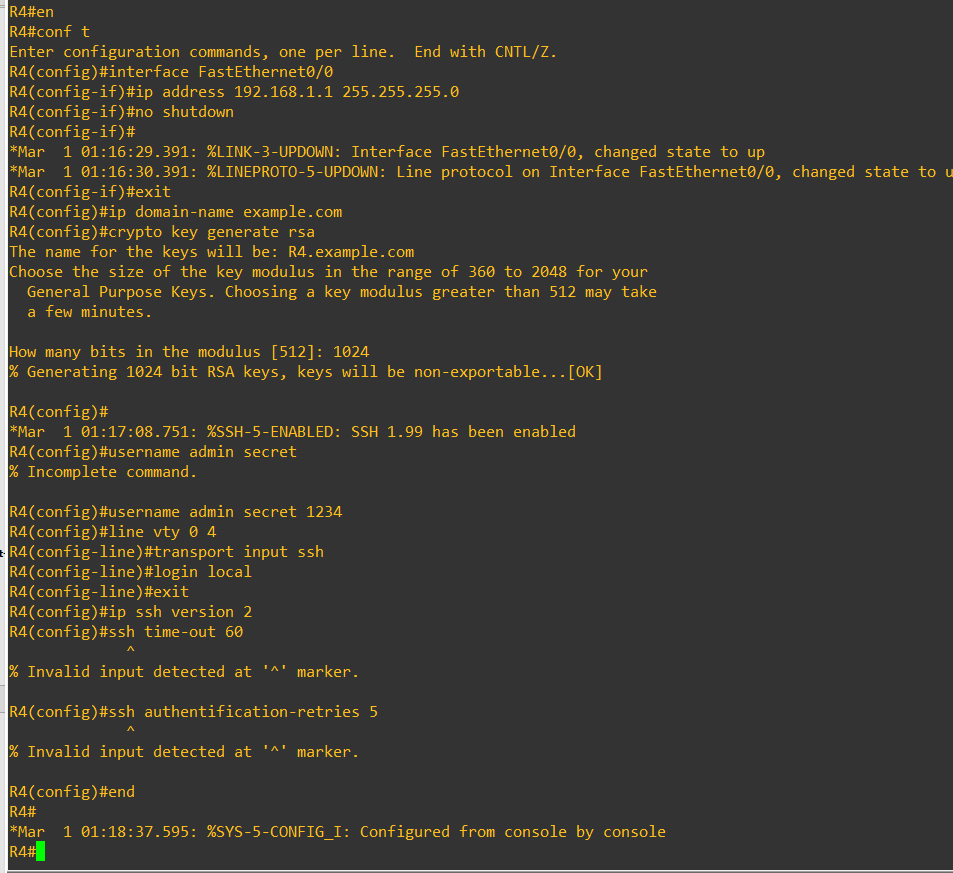 R4#en
R4#conf t
Enter configuration commands, one per line.  End with CNTL/Z.
R4(config)#interface FastEthernet0/0
R4(config-if)#ip address 192.168.1.1 255.255.255.0
R4(config-if)#no shutdown
R4(config-if)#
*Mar  1 01:16:29.391: %LINK-3-UPDOWN: Interface FastEthernet0/0, changed state to up
*Mar  1 01:16:30.391: %LINEPROTO-5-UPDOWN: Line protocol on Interface FastEthernet0/0, changed state to u
R4(config-if)#exit
R4(config)#ip domain-name example.com
R4(config)#crypto key generate rsa
The name for the keys will be: R4.example.com
Choose the size of the key modulus in the range of 360 to 2048 for your
  General Purpose Keys. Choosing a key modulus greater than 512 may take
  a few minutes.

How many bits in the modulus [512]: 1024
% Generating 1024 bit RSA keys, keys will be non-exportable...[OK]

R4(config)#
*Mar  1 01:17:08.751: %SSH-5-ENABLED: SSH 1.99 has been enabled
R4(config)#username admin secret
% Incomplete command.

R4(config)#username admin secret 1234
R4(config)#line vty 0 4
R4(config-line)#transport input ssh
R4(config-line)#login local
R4(config-line)#exit
R4(config)#ip ssh version 2
R4(config)#ssh time-out 60
             ^
% Invalid input detected at '^' marker.

R4(config)#ssh authentification-retries 5
             ^
% Invalid input detected at '^' marker.

R4(config)#end
R4#
*Mar  1 01:18:37.595: %SYS-5-CONFIG_I: Configured from console by console
R4#